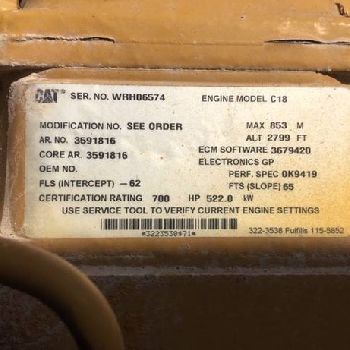 CAT SER. NO. WRH06574 ENGINE MODEL C18
MODIFICATION NO. SEE ORDER MAX 853 M
AR. NO. 3591816 ALT 2799 FT
CORE AR. 3591816 ECM SOFTWARE 3679420
OEM NO. ELECTRONICS GP
PERF. SPEC 0K9419
FLS (INTERCEPT) -62 FTS (SLOPE) 55
CERTIFICATION RATING 700 HP 522.0 kW
USE SERVICE TOOL TO VERIFY CURRENT ENGINE SETTINGS
322-3538 Fulfills 115-5852